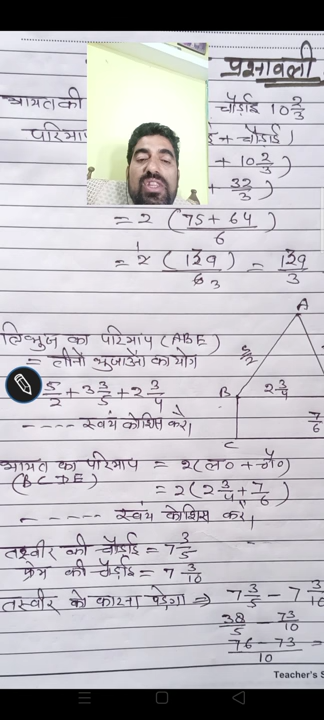 प्रश्नावली
आयत की चौड़ाई 10 2/3
परिमाप + चौड़ाई)
+ 10 2/3)
+ 32/3)
= 2 (75 + 64 / 6)
= 2 (139 / 6 3) = 139/3
A
त्रिभुज का परिमाप (ABE)
= तीनो भुजाओं का योग
5/2
5/2 + 3 3/5 + 2 3/4
B 2 3/4
---- स्वयं कोशिस करें।
7/6
C
आयत का परिमाप = 2(ल० + चौ०)
(BCDE) = 2(2 3/4 + 7/6)
----- स्वयं कोशिस करें।
तस्वीर की चौड़ाई = 7 3/5
फ्रेम की चौड़ाई = 7 3/10
तस्वीर को काटना पड़ेगा ⇒ 7 3/5 - 7 3/10
38/5 - 73/10
76 - 73 / 10 =
Teacher's S